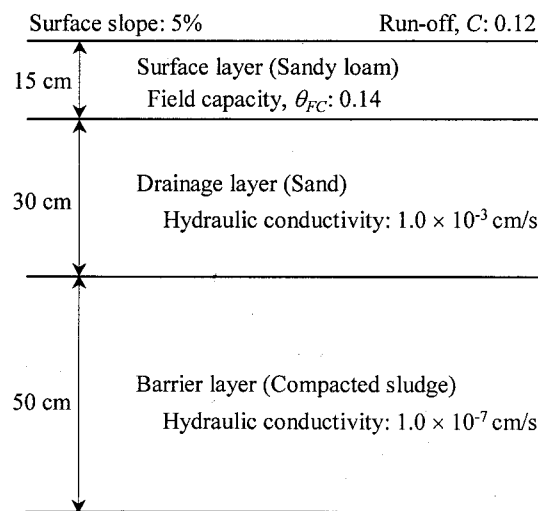 Surface slope: 5% Run-off, C: 0.12
15 cm
Surface layer (Sandy loam)
Field capacity, θFC: 0.14
30 cm
Drainage layer (Sand)
Hydraulic conductivity: 1.0 × 10⁻³ cm/s
50 cm
Barrier layer (Compacted sludge)
Hydraulic conductivity: 1.0 × 10⁻⁷ cm/s